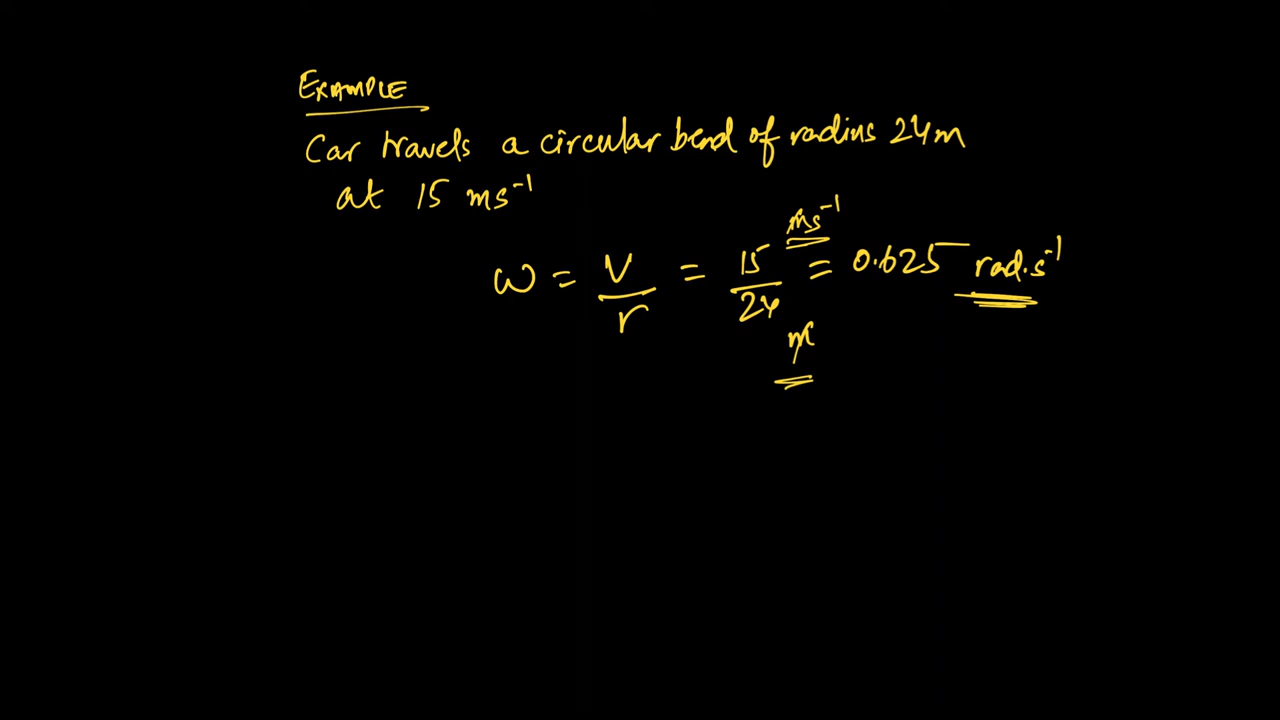 EXAMPLE
Car travels a circular bend of radius 24m
at 15 ms⁻¹
ω = v/r = 15/24 ms⁻¹/m = 0.625 rad.s⁻¹